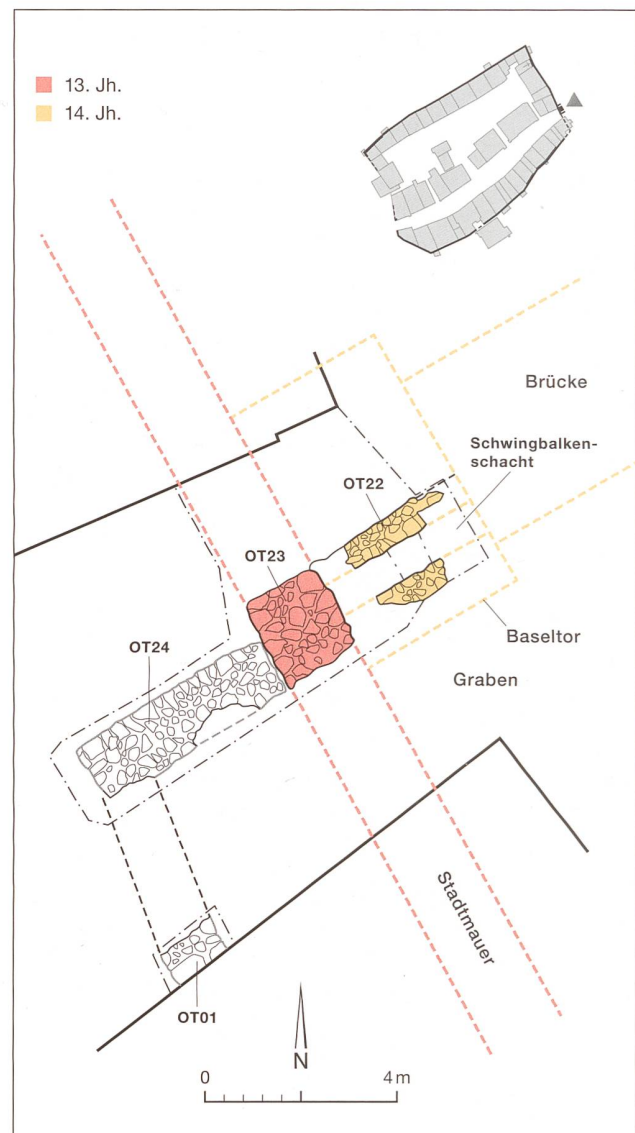 13. Jh.
14. Jh.
Brücke
Schwingbalken-
schacht
OT22
OT23
Baseltor
OT24
Graben
Stadtmauer
OT01
N
0
4 m